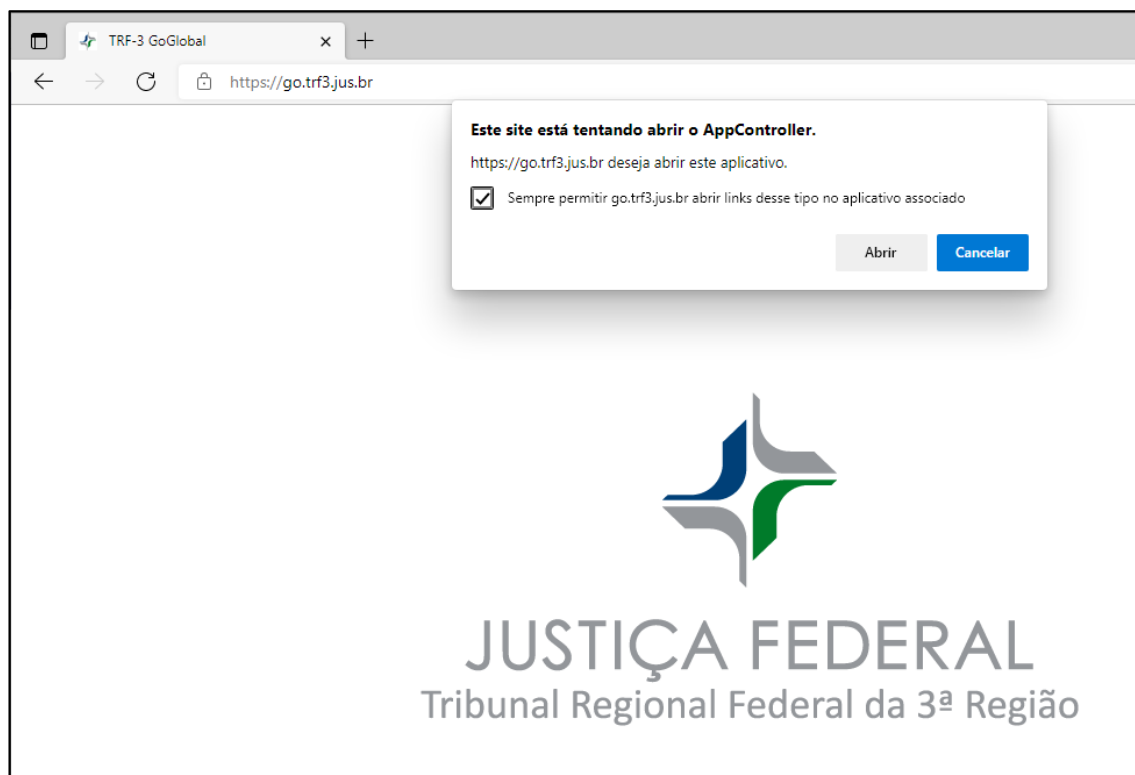 TRF-3 GoGlobal
https://go.trf3.jus.br
Este site está tentando abrir o AppController.
https://go.trf3.jus.br deseja abrir este aplicativo.
Sempre permitir go.trf3.jus.br abrir links desse tipo no aplicativo associado
Abrir Cancelar
JUSTIÇA FEDERAL
Tribunal Regional Federal da 3ª Região